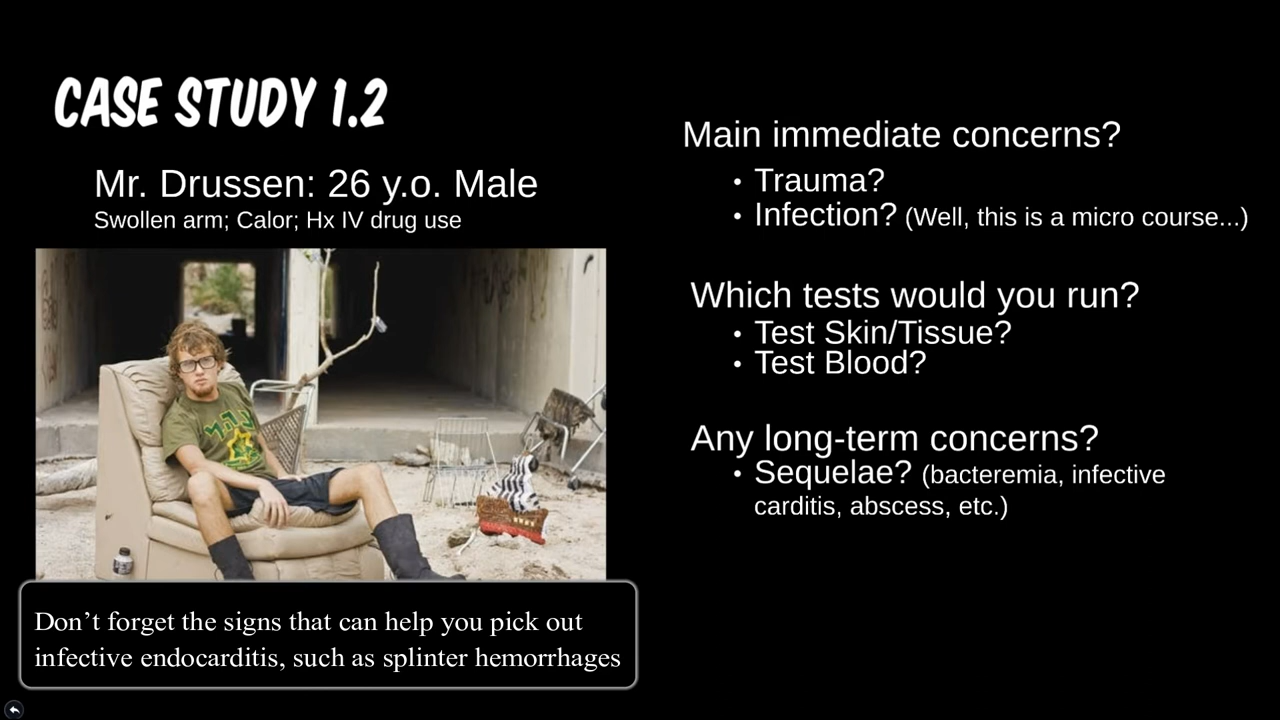 CASE STUDY 1.2
Mr. Drussen: 26 y.o. Male
Swollen arm; Calor; Hx IV drug use
Don’t forget the signs that can help you pick out
infective endocarditis, such as splinter hemorrhages
Main immediate concerns?
• Trauma?
• Infection? (Well, this is a micro course...)
Which tests would you run?
• Test Skin/Tissue?
• Test Blood?
Any long-term concerns?
• Sequelae? (bacteremia, infective
carditis, abscess, etc.)